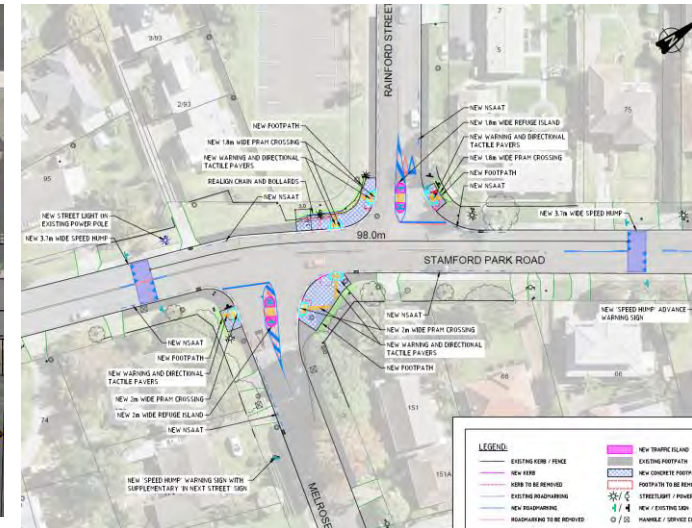 3/93
2/93
95
74
7
5
75
66
66
151
151A
RAINFORD STREET
NEW FOOTPATH
NEW 1.8m WIDE PRAM CROSSING
NEW WARNING AND DIRECTIONAL
TACTILE PAVERS
REALIGN CHAIN AND BOLLARDS
NEW NSAAT
NEW STREET LIGHT ON
EXISTING POWER POLE
NEW 3.7m WIDE SPEED HUMP
NEW NSAAT
NEW 1.8m WIDE REFUGE ISLAND
NEW WARNING AND DIRECTIONAL
TACTILE PAVERS
NEW 1.8m WIDE PRAM CROSSING
NEW FOOTPATH
NEW NSAAT
NEW 3.7m WIDE SPEED HUMP
98.0m
STAMFORD PARK ROAD
NEW NSAAT
NEW FOOTPATH
NEW WARNING AND DIRECTIONAL
TACTILE PAVERS
NEW 2m WIDE PRAM CROSSING
NEW 2m WIDE REFUGE ISLAND
NEW NSAAT
NEW 'SPEED HUMP' WARNING SIGN WITH
SUPPLEMENTARY 'IN NEXT STREET' SIGN
NEW NSAAT
NEW 2m WIDE PRAM CROSSING
NEW WARNING AND DIRECTIONAL
TACTILE PAVERS
NEW FOOTPATH
NEW 'SPEED HUMP' ADVANCE
WARNING SIGN
MELROSE
LEGEND:
EXISTING KERB / FENCE
NEW KERB
KERB TO BE REMOVED
EXISTING ROADMARKING
NEW ROADMARKING
ROADMARKING TO BE REMOVED
NEW TRAFFIC ISLAND
EXISTING FOOTPATH
NEW CONCRETE FOOTP
FOOTPATH TO BE REM
STREETLIGHT / POWER
NEW / EXISTING SIGN
MANHOLE / SERVICE C